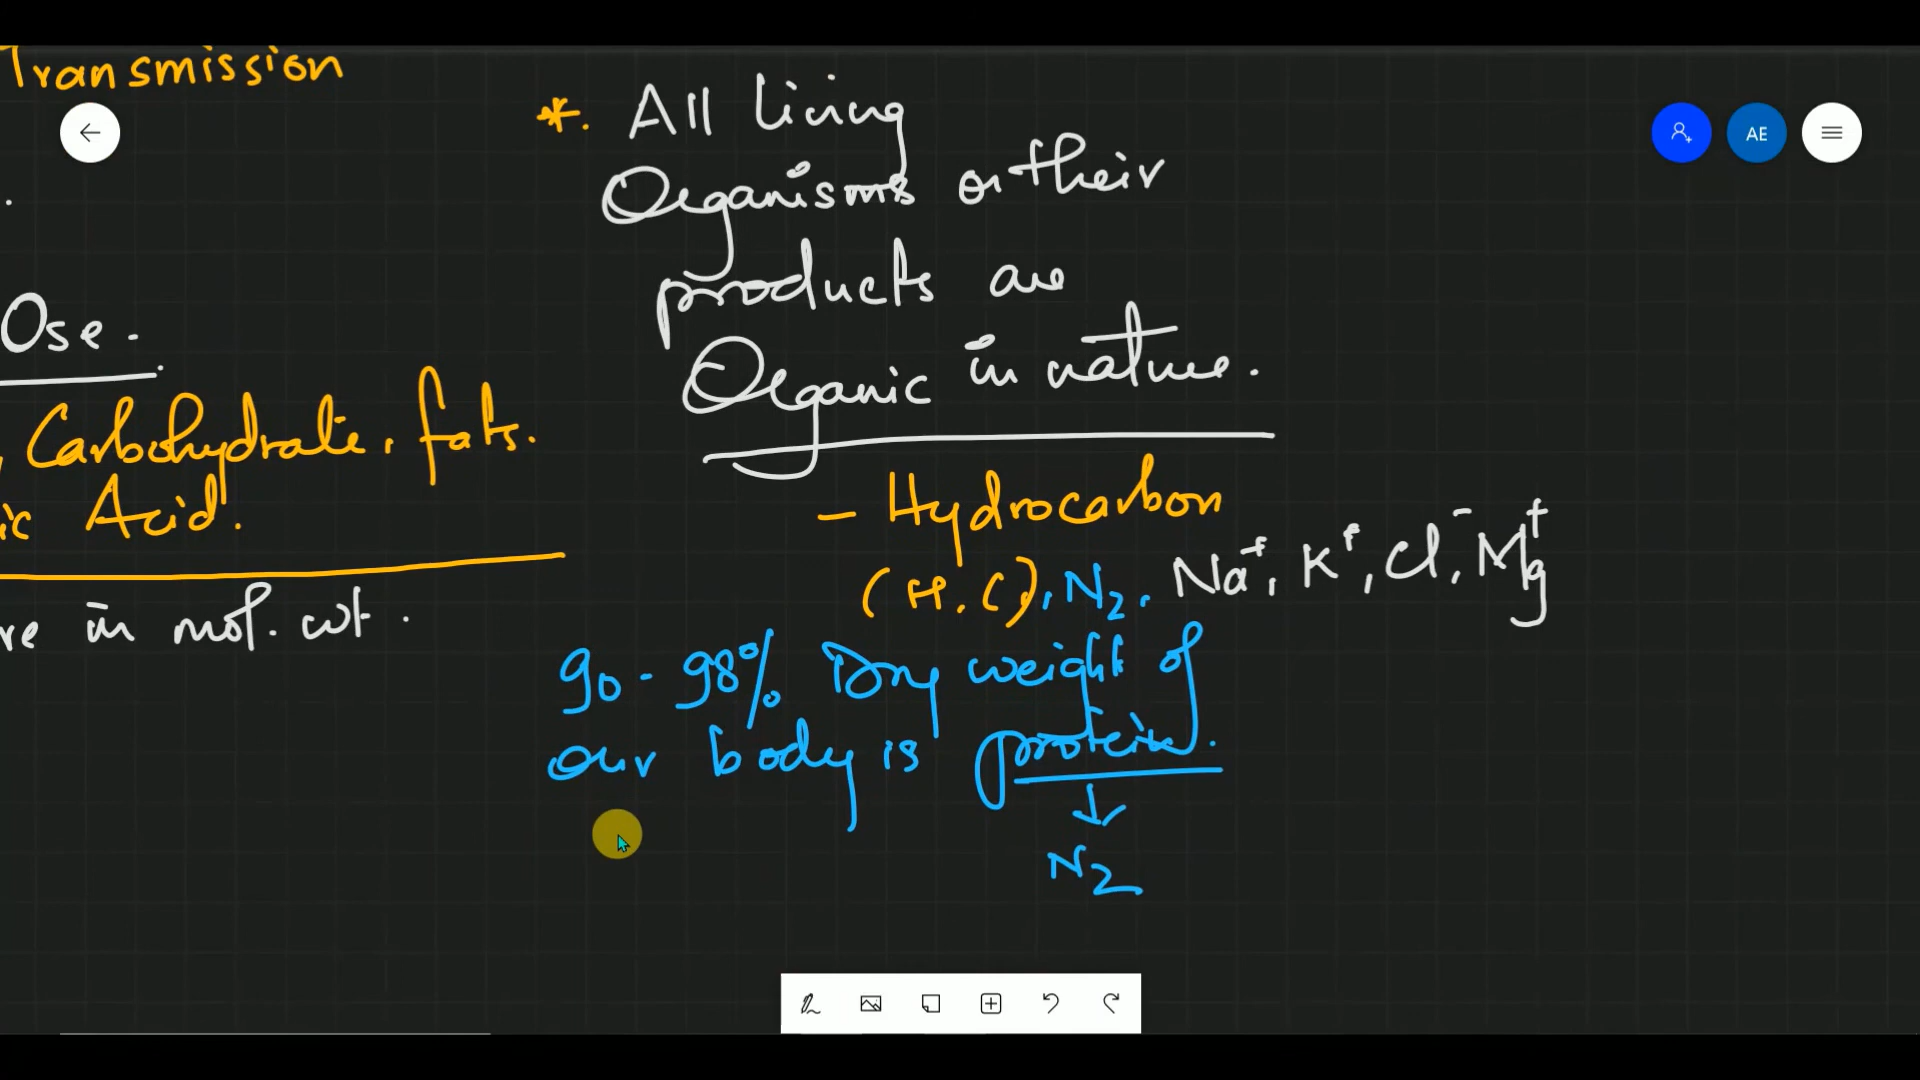 Transmission
AE
Ose.
Carbohydrate, fats.
ic Acid.
re in mol. wt.
*. All living
Organisms or their
products are
Organic in nature.
- Hydrocarbon
(H, C), N2, Na+, K+, Cl-, Mg+
90 - 98% Dry weight of
our body is protein.
↓
N2